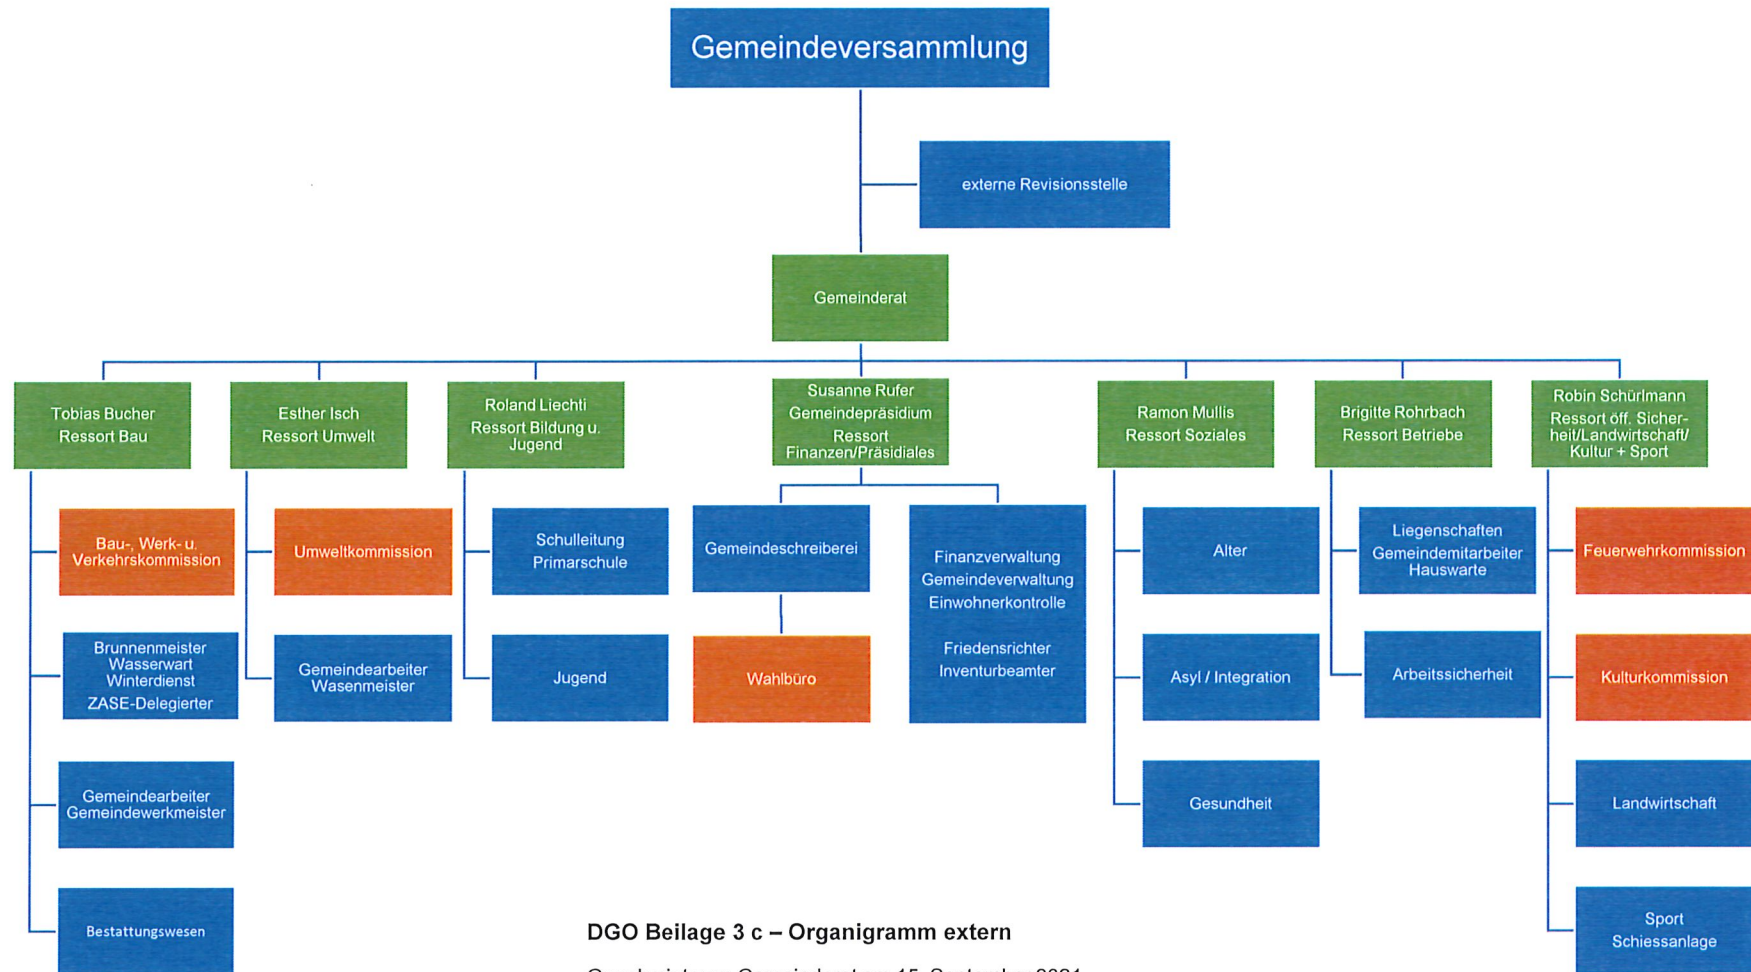 Gemeindeversammlung
externe Revisionsstelle
Gemeinderat
Tobias Bucher
Ressort Bau
Esther Isch
Ressort Umwelt
Roland Liechti
Ressort Bildung u.
Jugend
Susanne Rufer
Gemeindepräsidium
Ressort
Finanzen/Präsidiales
Ramon Mullis
Ressort Soziales
Brigitte Rohrbach
Ressort Betriebe
Robin Schürlmann
Ressort öff. Sicher-
heit/Landwirtschaft/
Kultur + Sport
Bau-, Werk- u.
Verkehrskommission
Brunnenmeister
Wasserwart
Winterdienst
ZASE-Delegierter
Gemeindearbeiter
Gemeindewerkmeister
Bestattungswesen
Umweltkommission
Gemeindearbeiter
Wasenmeister
Schulleitung
Primarschule
Jugend
Gemeindeschreiberei
Wahlbüro
Finanzverwaltung
Gemeindeverwaltung
Einwohnerkontrolle
Friedensrichter
Inventurbeamter
Alter
Asyl / Integration
Gesundheit
Liegenschaften
Gemeindemitarbeiter
Hauswarte
Arbeitssicherheit
Feuerwehrkommission
Kulturkommission
Landwirtschaft
Sport
Schiessanlage
DGO Beilage 3 c – Organigramm extern